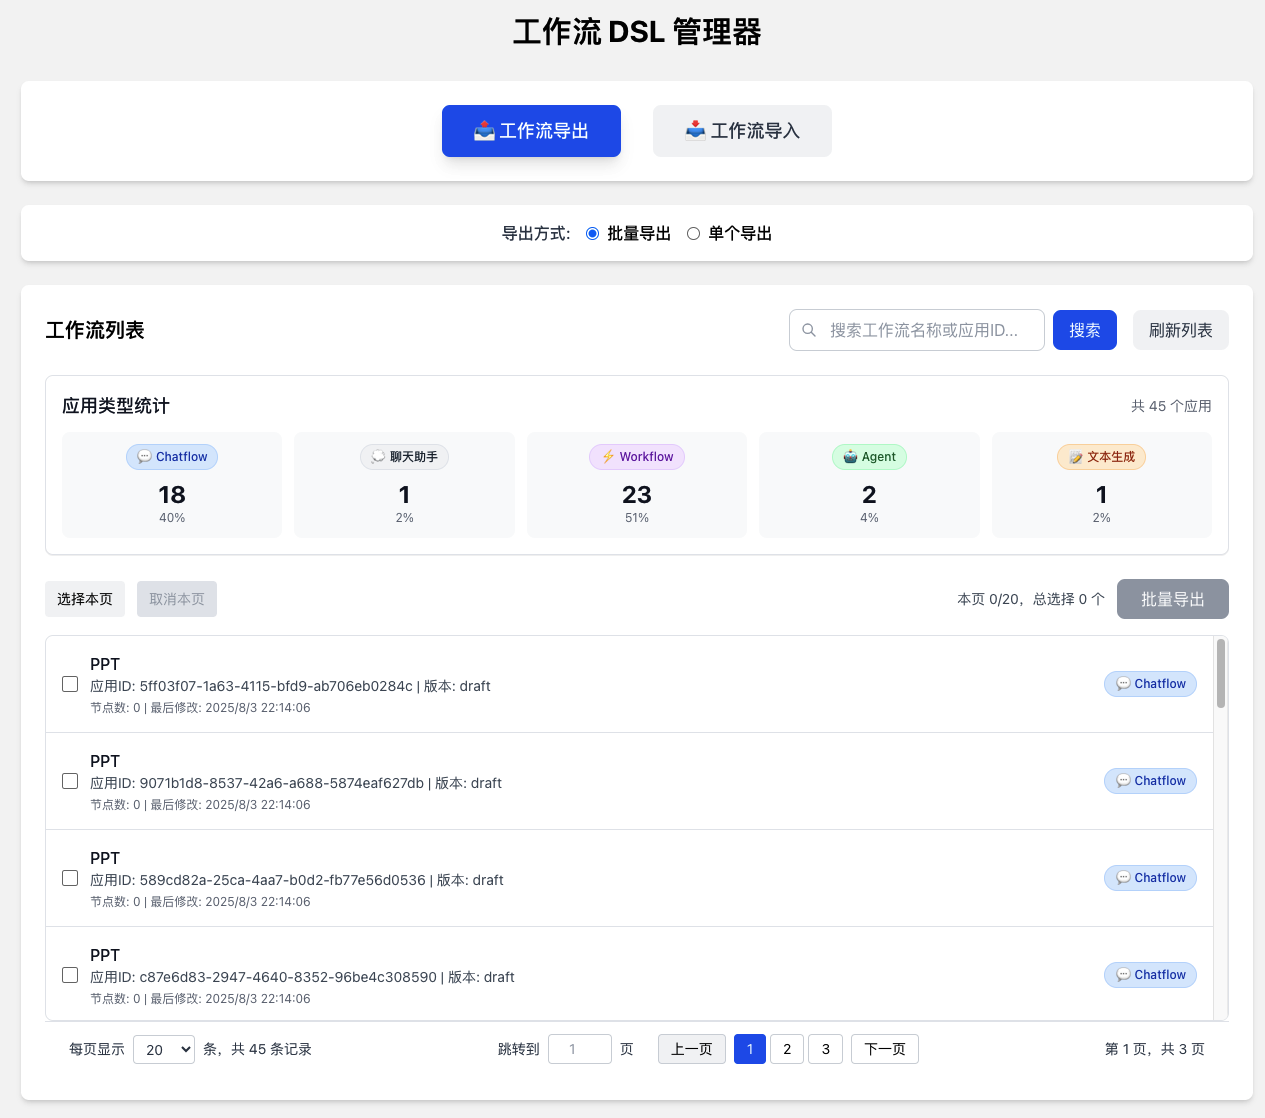 工作流 DSL 管理器
📤 工作流导出
📥 工作流导入
导出方式: 批量导出 单个导出
工作流列表
搜索工作流名称或应用ID...
搜索
刷新列表
应用类型统计
共 45 个应用
💬 Chatflow
18
40%
💭 聊天助手
1
2%
⚡ Workflow
23
51%
🤖 Agent
2
4%
📝 文本生成
1
2%
选择本页
取消本页
本页 0/20，总选择 0 个
批量导出
PPT
应用ID: 5ff03f07-1a63-4115-bfd9-ab706eb0284c | 版本: draft
节点数: 0 | 最后修改: 2025/8/3 22:14:06
💬 Chatflow
PPT
应用ID: 9071b1d8-8537-42a6-a688-5874eaf627db | 版本: draft
节点数: 0 | 最后修改: 2025/8/3 22:14:06
💬 Chatflow
PPT
应用ID: 589cd82a-25ca-4aa7-b0d2-fb77e56d0536 | 版本: draft
节点数: 0 | 最后修改: 2025/8/3 22:14:06
💬 Chatflow
PPT
应用ID: c87e6d83-2947-4640-8352-96be4c308590 | 版本: draft
节点数: 0 | 最后修改: 2025/8/3 22:14:06
💬 Chatflow
每页显示 20 条，共 45 条记录
跳转到 1 页
上一页 1 2 3 下一页
第 1 页，共 3 页